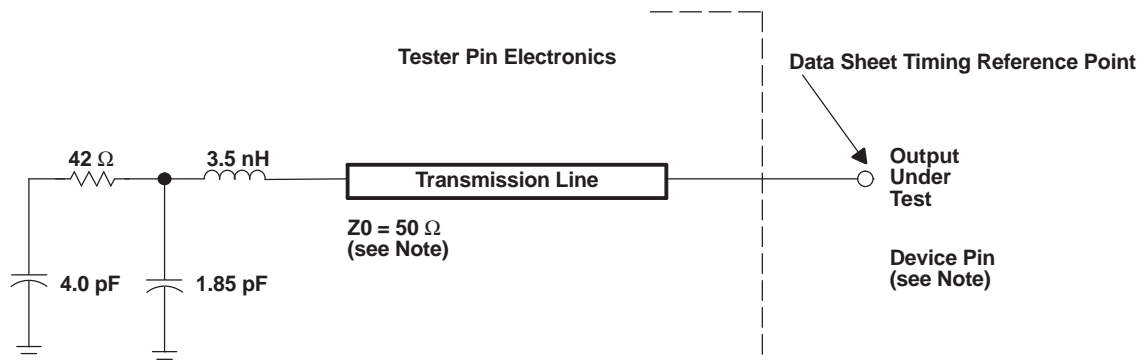 Tester Pin Electronics
Data Sheet Timing Reference Point
42 Ω
3.5 nH
Transmission Line
Output
Under
Test
Z0 = 50 Ω
(see Note)
Device Pin
(see Note)
4.0 pF
1.85 pF